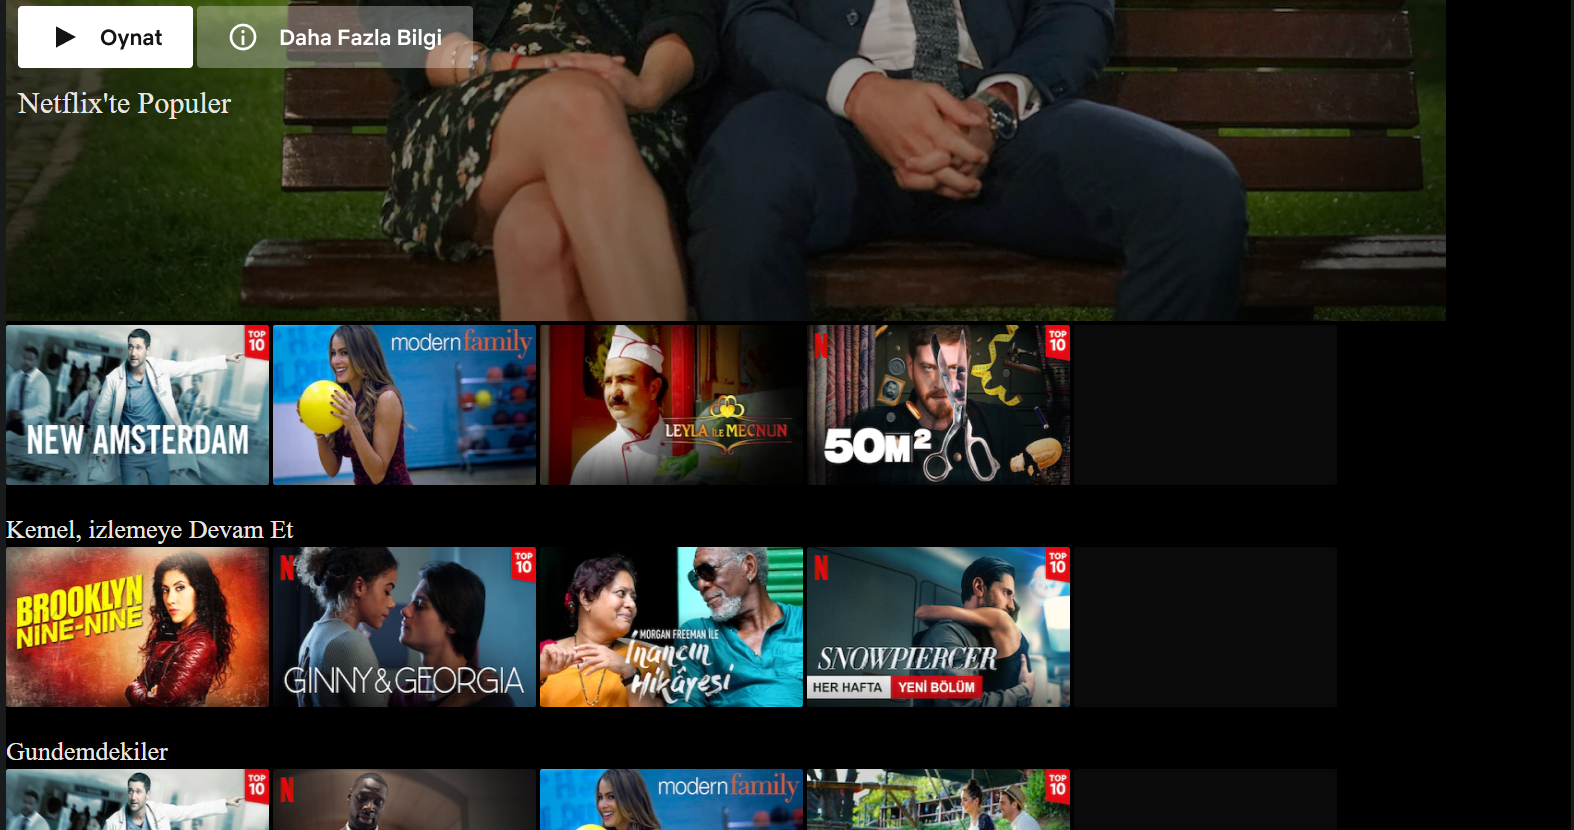 Oynat
Daha Fazla Bilgi
Netflix'te Populer
TOP 10
NEW AMSTERDAM
modern family
LEYLA İLE MECNUN
N
TOP 10
50M²
Kemel, izlemeye Devam Et
BROOKLYN
NINE-NINE
N
TOP 10
GINNY & GEORGIA
MORGAN FREEMAN İLE
İnancın
Hikâyesi
N
TOP 10
SNOWPIERCER
HER HAFTA YENİ BÖLÜM
Gundemdekiler
TOP 10
N
modern family
TOP 10